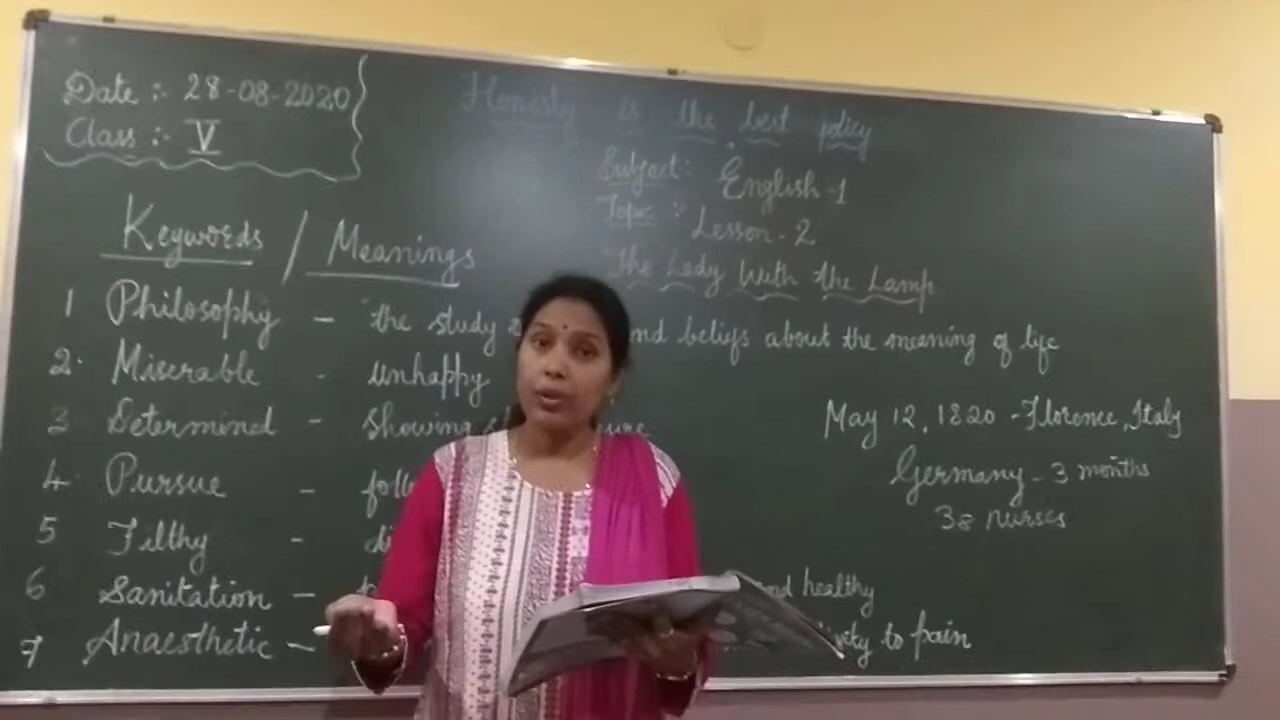 Date :- 28-08-2020
Class :- V
Honesty is the best policy
Subject: English-1
Topic : Lesson-2
The Lady With the Lamp
Keywords / Meanings
1 Philosophy - the study and beliefs about the meaning of life
2. Miserable - unhappy
3 Determind - showing
4 Pursue -
5 Filthy -
6 Sanitation - and healthy
7 Anaesthetic - to pain
May 12, 1820 - Florence, Italy
Germany - 3 months
38 nurses